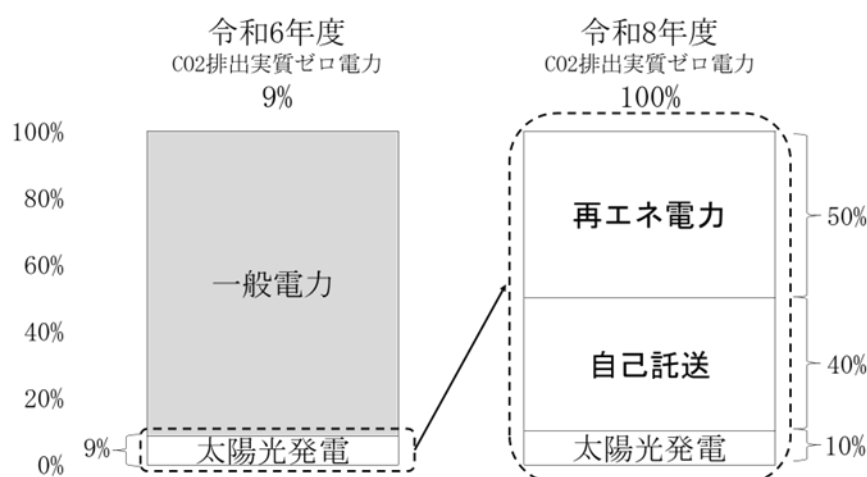 令和6年度
CO2排出実質ゼロ電力
9%
100%
80%
60%
40%
20%
0%
一般電力
9%
太陽光発電
令和8年度
CO2排出実質ゼロ電力
100%
再エネ電力
50%
自己託送
40%
太陽光発電
10%